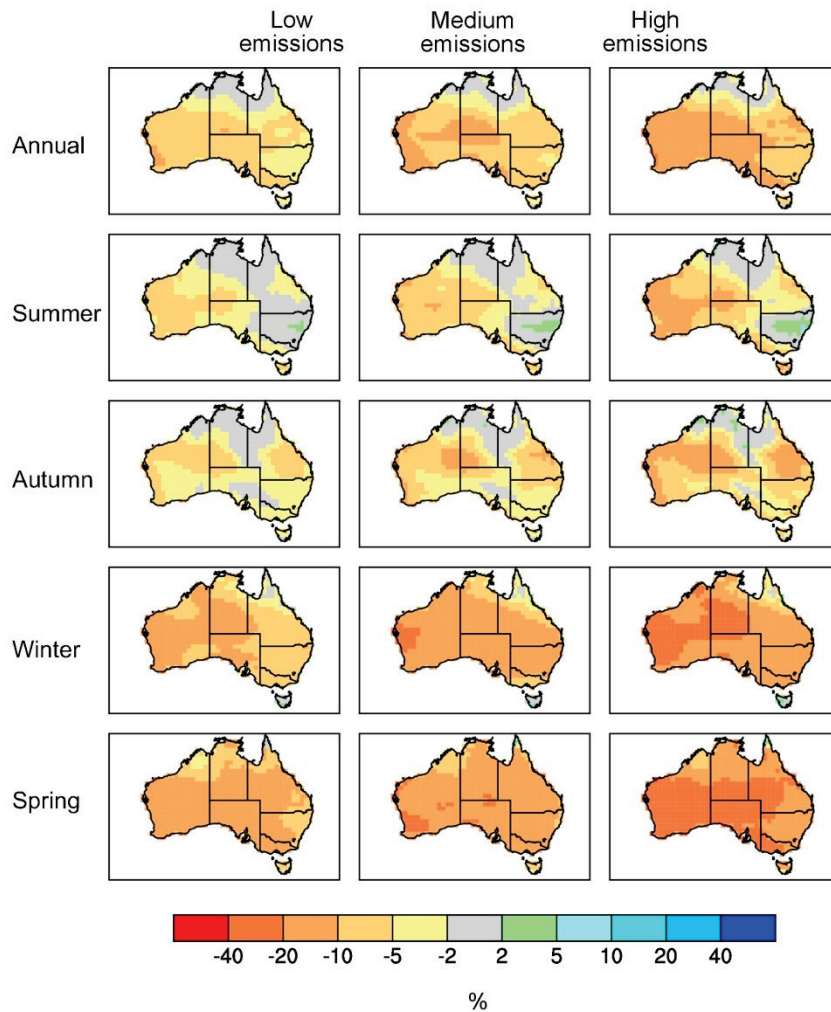 Low Medium High
emissions emissions emissions
Annual
Summer
Autumn
Winter
Spring
-40 -20 -10 -5 -2 2 5 10 20 40
%